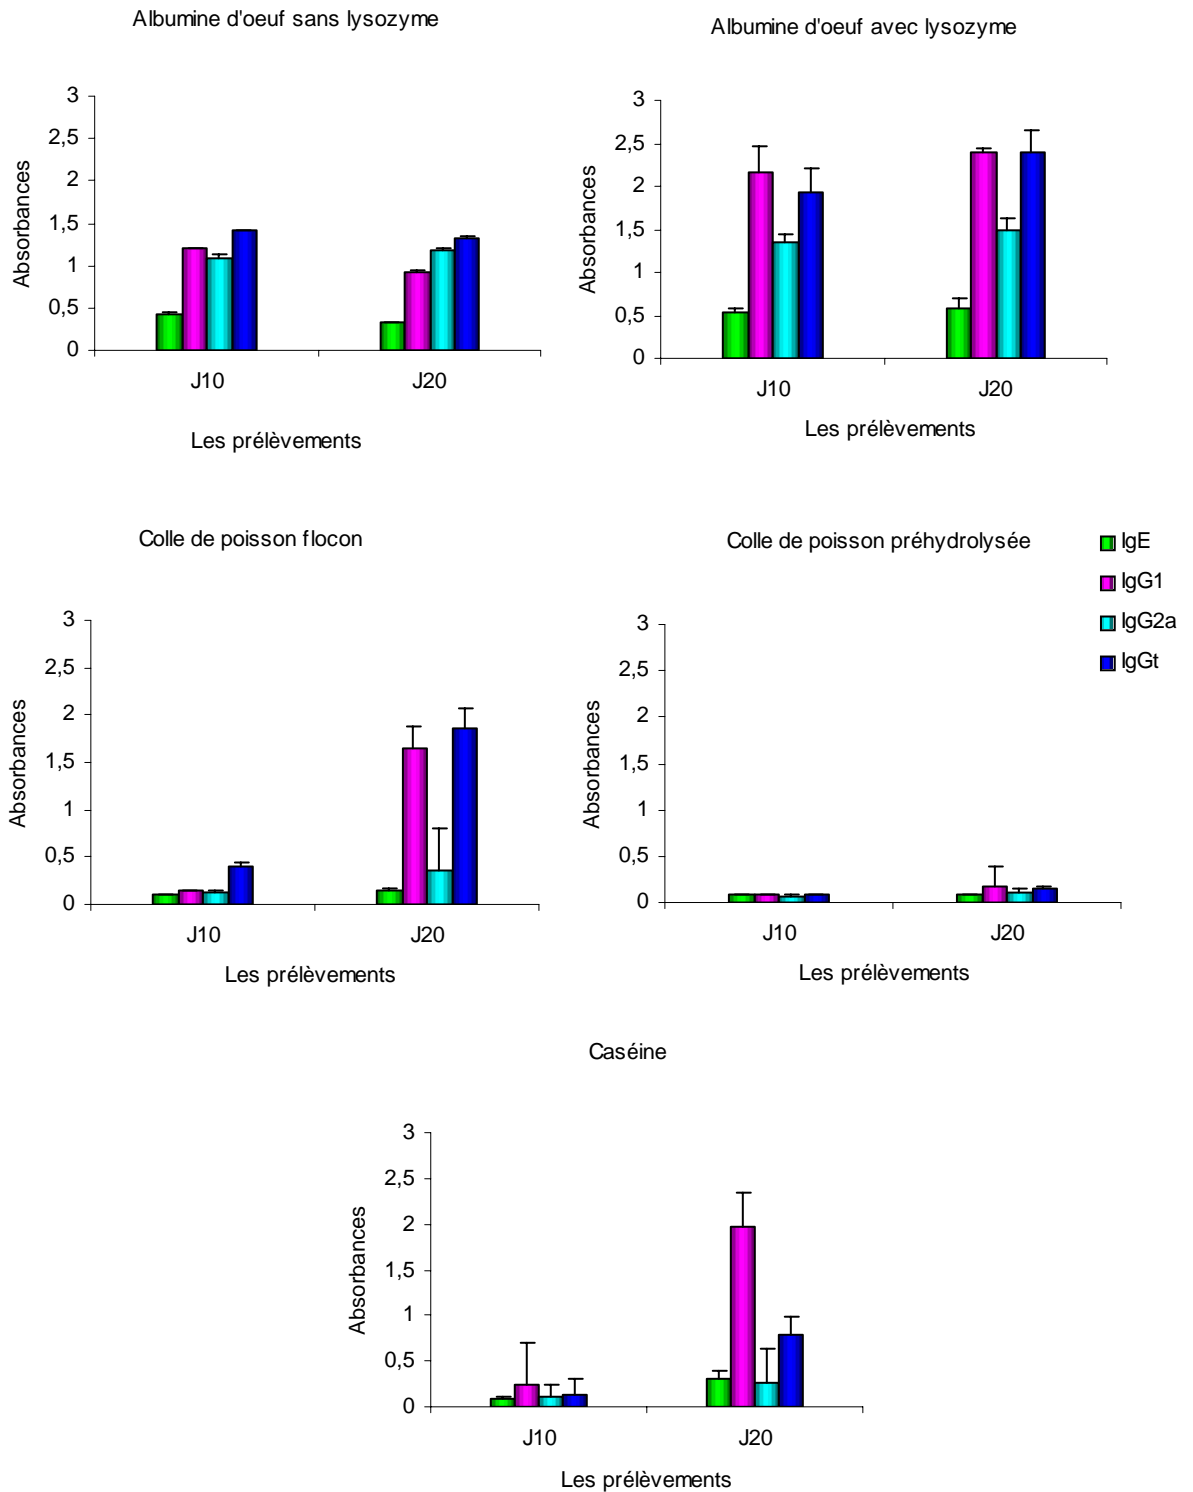 Albumine d'oeuf sans lysozyme
Absorbances
3
2,5
2
1,5
1
0,5
0
J10
J20
Les prélèvements
Albumine d'oeuf avec lysozyme
Absorbances
3
2,5
2
1,5
1
0,5
0
J10
J20
Les prélèvements
Colle de poisson flocon
Absorbances
3
2,5
2
1,5
1
0,5
0
J10
J20
Les prélèvements
Colle de poisson préhydrolysée
Absorbances
3
2,5
2
1,5
1
0,5
0
J10
J20
Les prélèvements
IgE
IgG1
IgG2a
IgGt
Caséine
Absorbances
3
2,5
2
1,5
1
0,5
0
J10
J20
Les prélèvements